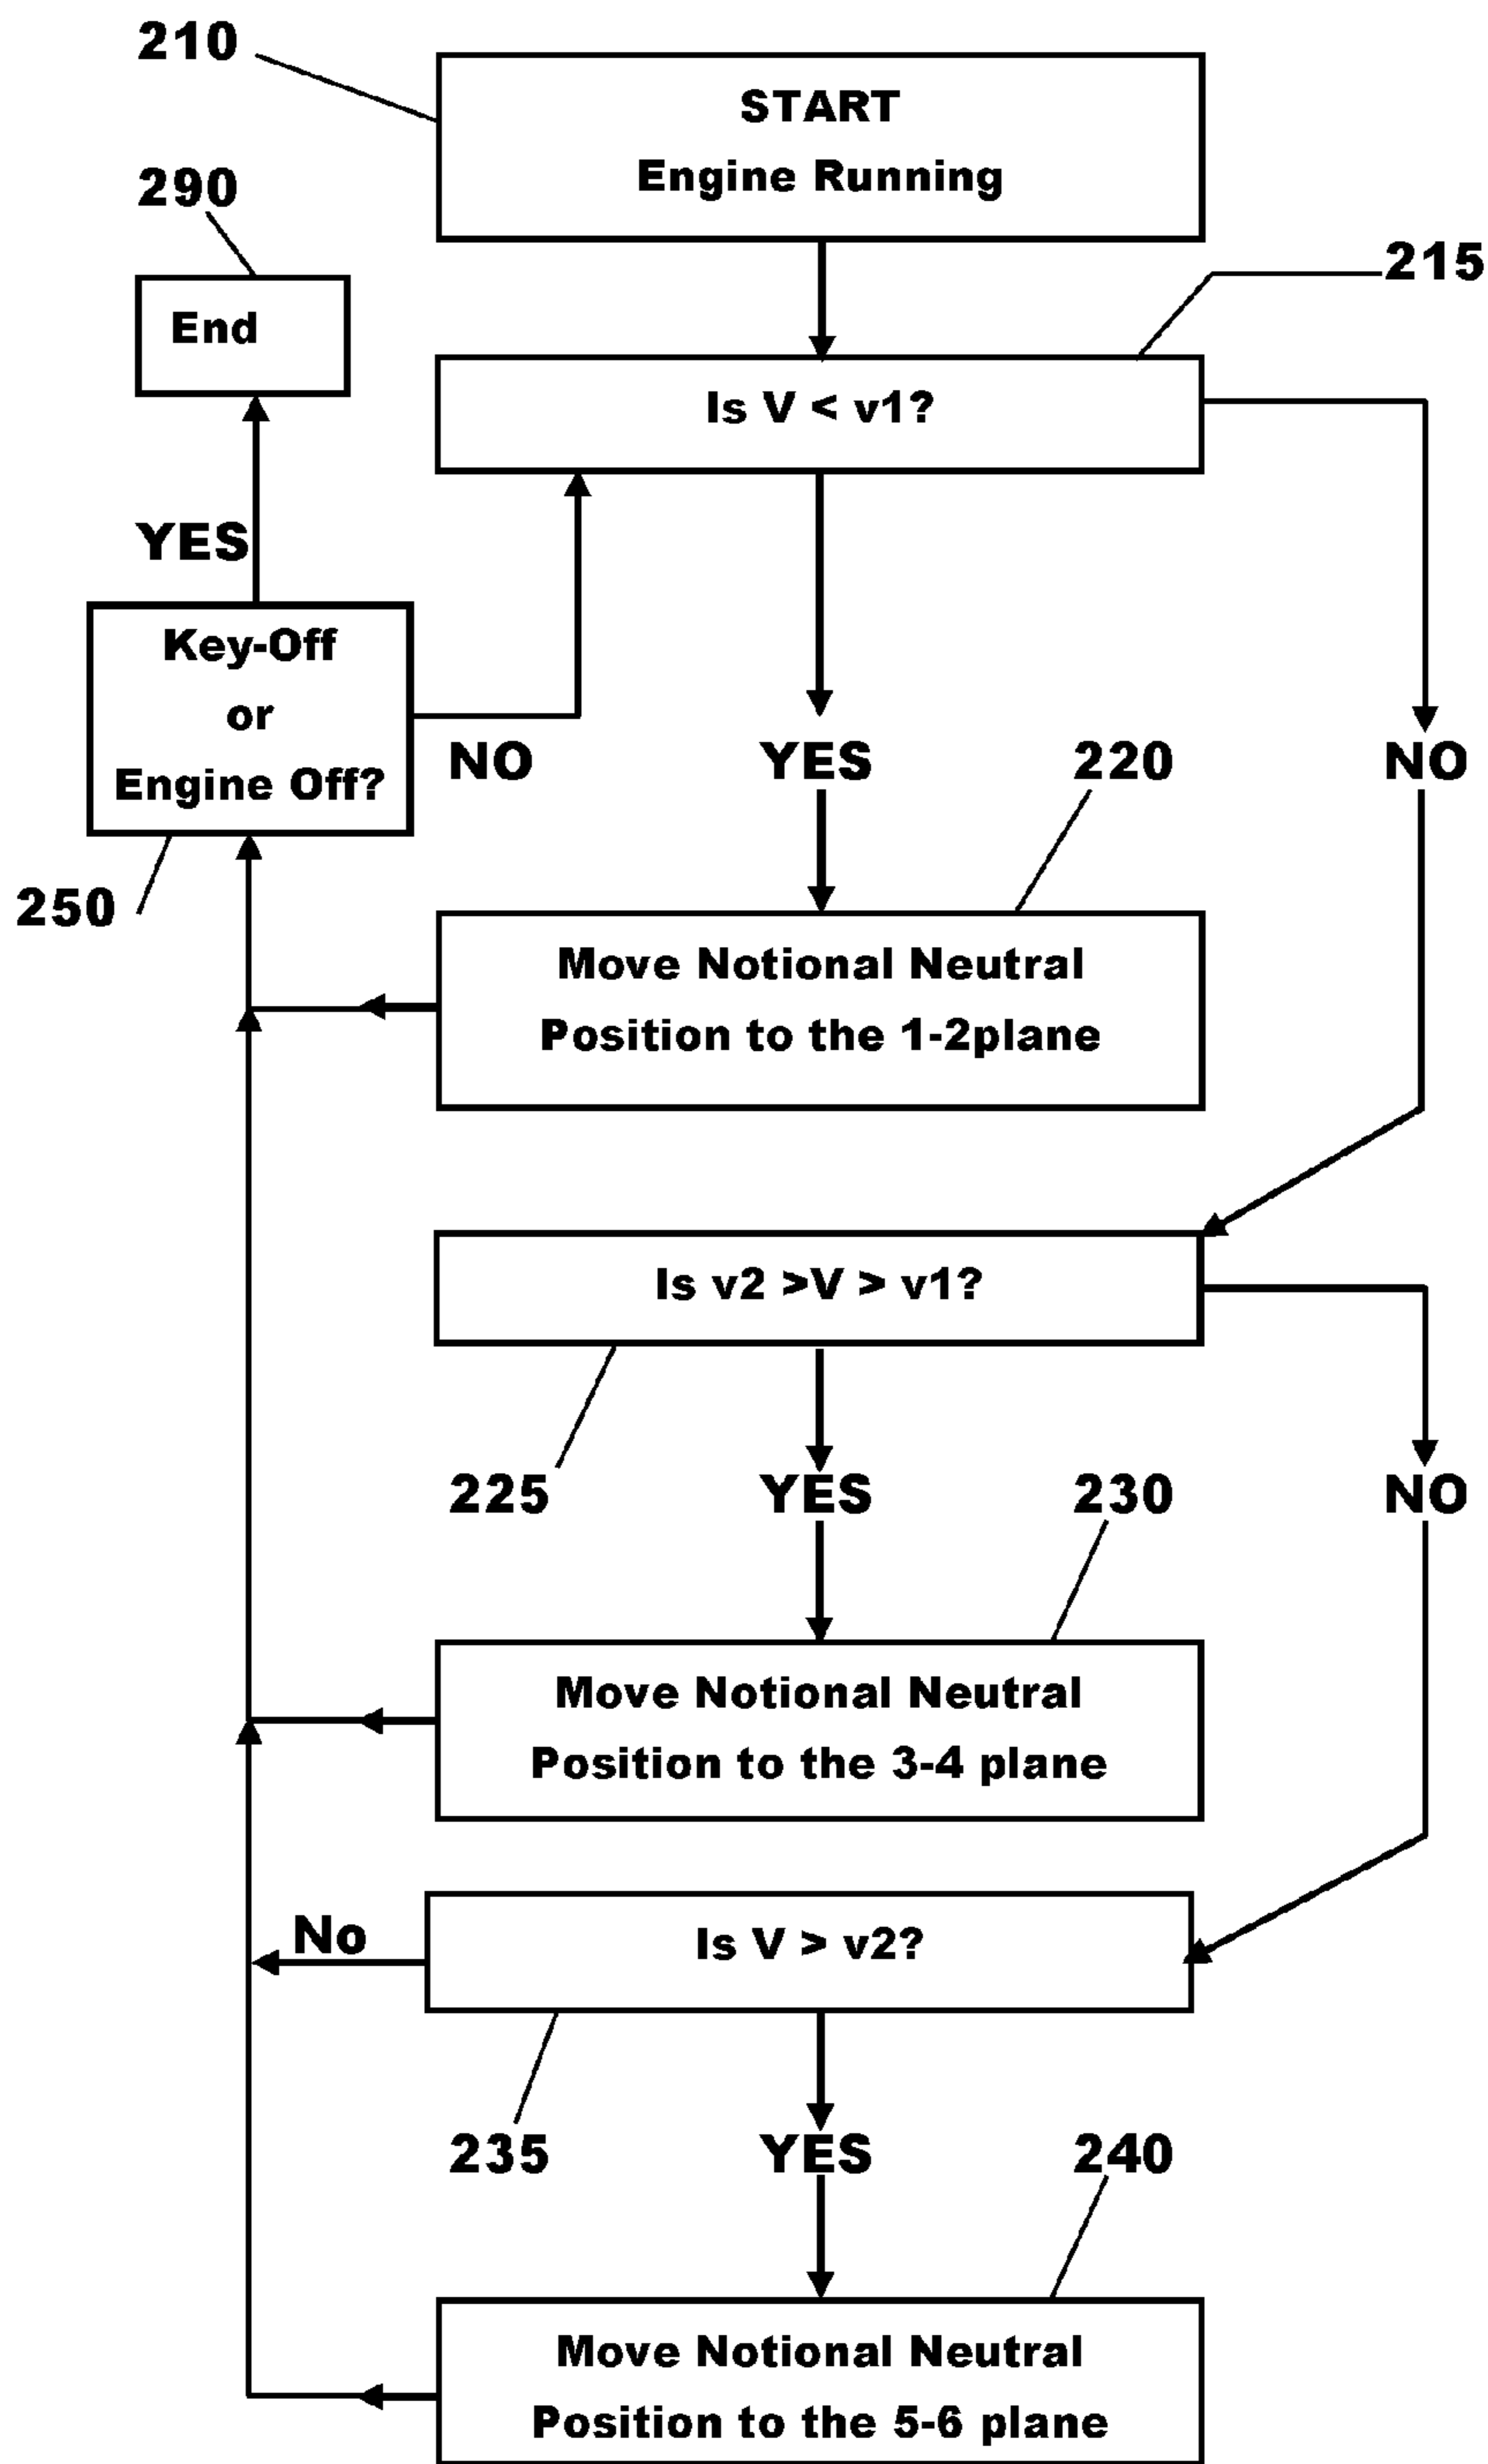 210
START
Engine Running
290
215
End
Is V < v1?
YES
Key-Off
or
Engine Off?
NO
YES
220
NO
250
Move Notional Neutral
Position to the 1-2plane
Is v2 >V > v1?
225
YES
230
NO
Move Notional Neutral
Position to the 3-4 plane
No
Is V > v2?
235
YES
240
Move Notional Neutral
Position to the 5-6 plane